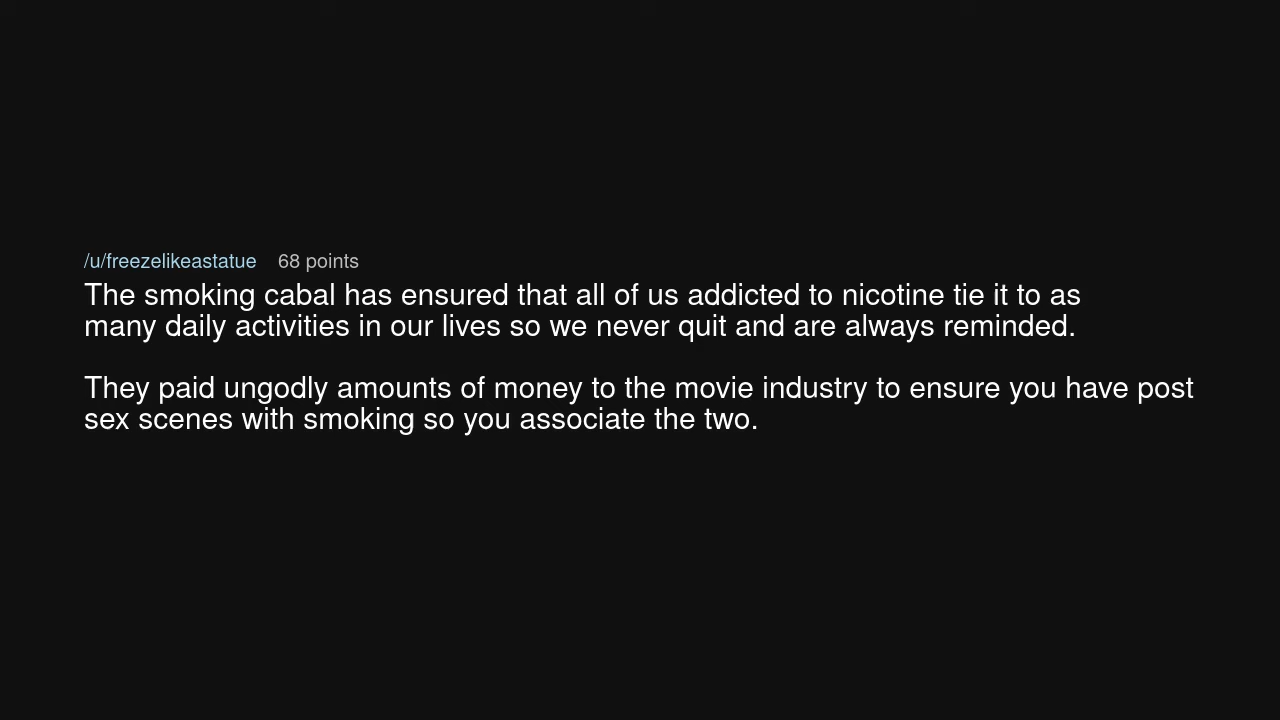 /u/freezelikeastatue 68 points
The smoking cabal has ensured that all of us addicted to nicotine tie it to as
many daily activities in our lives so we never quit and are always reminded.
They paid ungodly amounts of money to the movie industry to ensure you have post
sex scenes with smoking so you associate the two.